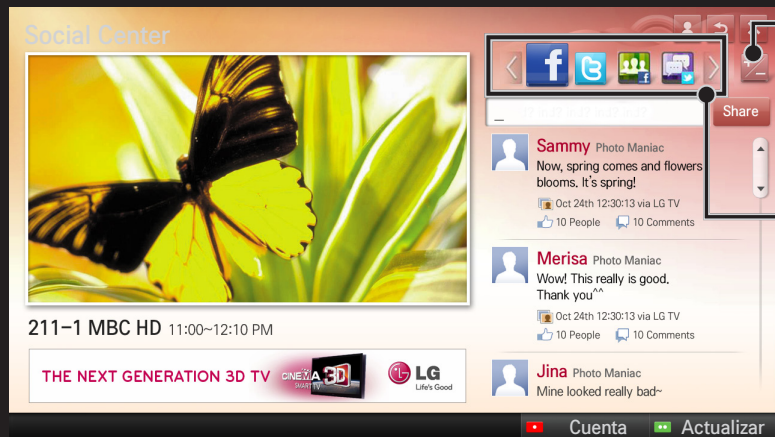 Social Center
Share
Sammy Photo Maniac
Now, spring comes and flowers
blooms. It's spring!
Oct 24th 12:30:13 via LG TV
10 People 10 Comments
Merisa Photo Maniac
Wow! This really is good.
Thank you^^
Oct 24th 12:30:13 via LG TV
10 People 10 Comments
Jina Photo Maniac
Mine looked really bad~
211-1 MBC HD 11:00~12:10 PM
THE NEXT GENERATION 3D TV CINEMA 3D SMART TV LG Life's Good
Cuenta Actualizar